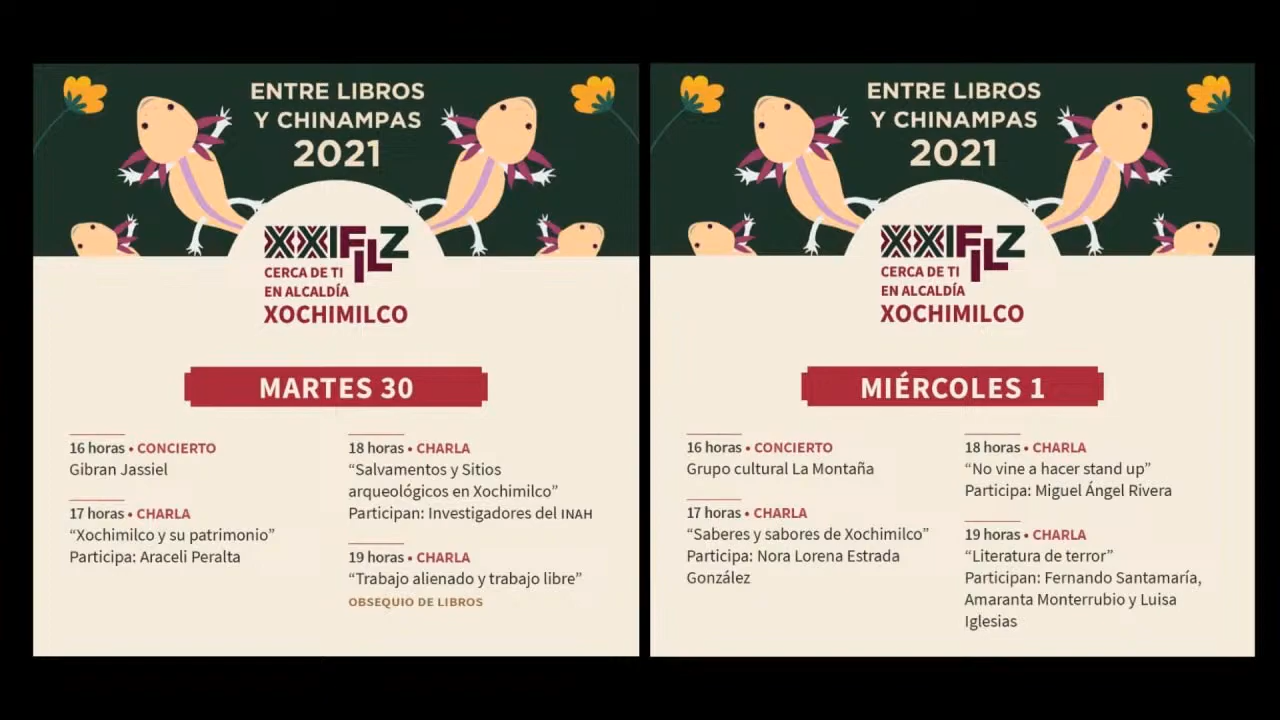 ENTRE LIBROS
Y CHINAMPAS
2021
XXIFILZ
CERCA DE TI
EN ALCALDÍA
XOCHIMILCO
MARTES 30
16 horas • CONCIERTO
Gibran Jassiel
17 horas • CHARLA
“Xochimilco y su patrimonio”
Participa: Araceli Peralta
18 horas • CHARLA
“Salvamentos y Sitios
arqueológicos en Xochimilco”
Participan: Investigadores del INAH
19 horas • CHARLA
“Trabajo alienado y trabajo libre”
OBSEQUIO DE LIBROS
ENTRE LIBROS
Y CHINAMPAS
2021
XXIFILZ
CERCA DE TI
EN ALCALDÍA
XOCHIMILCO
MIÉRCOLES 1
16 horas • CONCIERTO
Grupo cultural La Montaña
17 horas • CHARLA
“Saberes y sabores de Xochimilco”
Participa: Nora Lorena Estrada
González
18 horas • CHARLA
“No vine a hacer stand up”
Participa: Miguel Ángel Rivera
19 horas • CHARLA
“Literatura de terror”
Participan: Fernando Santamaría,
Amaranta Monterrubio y Luisa
Iglesias